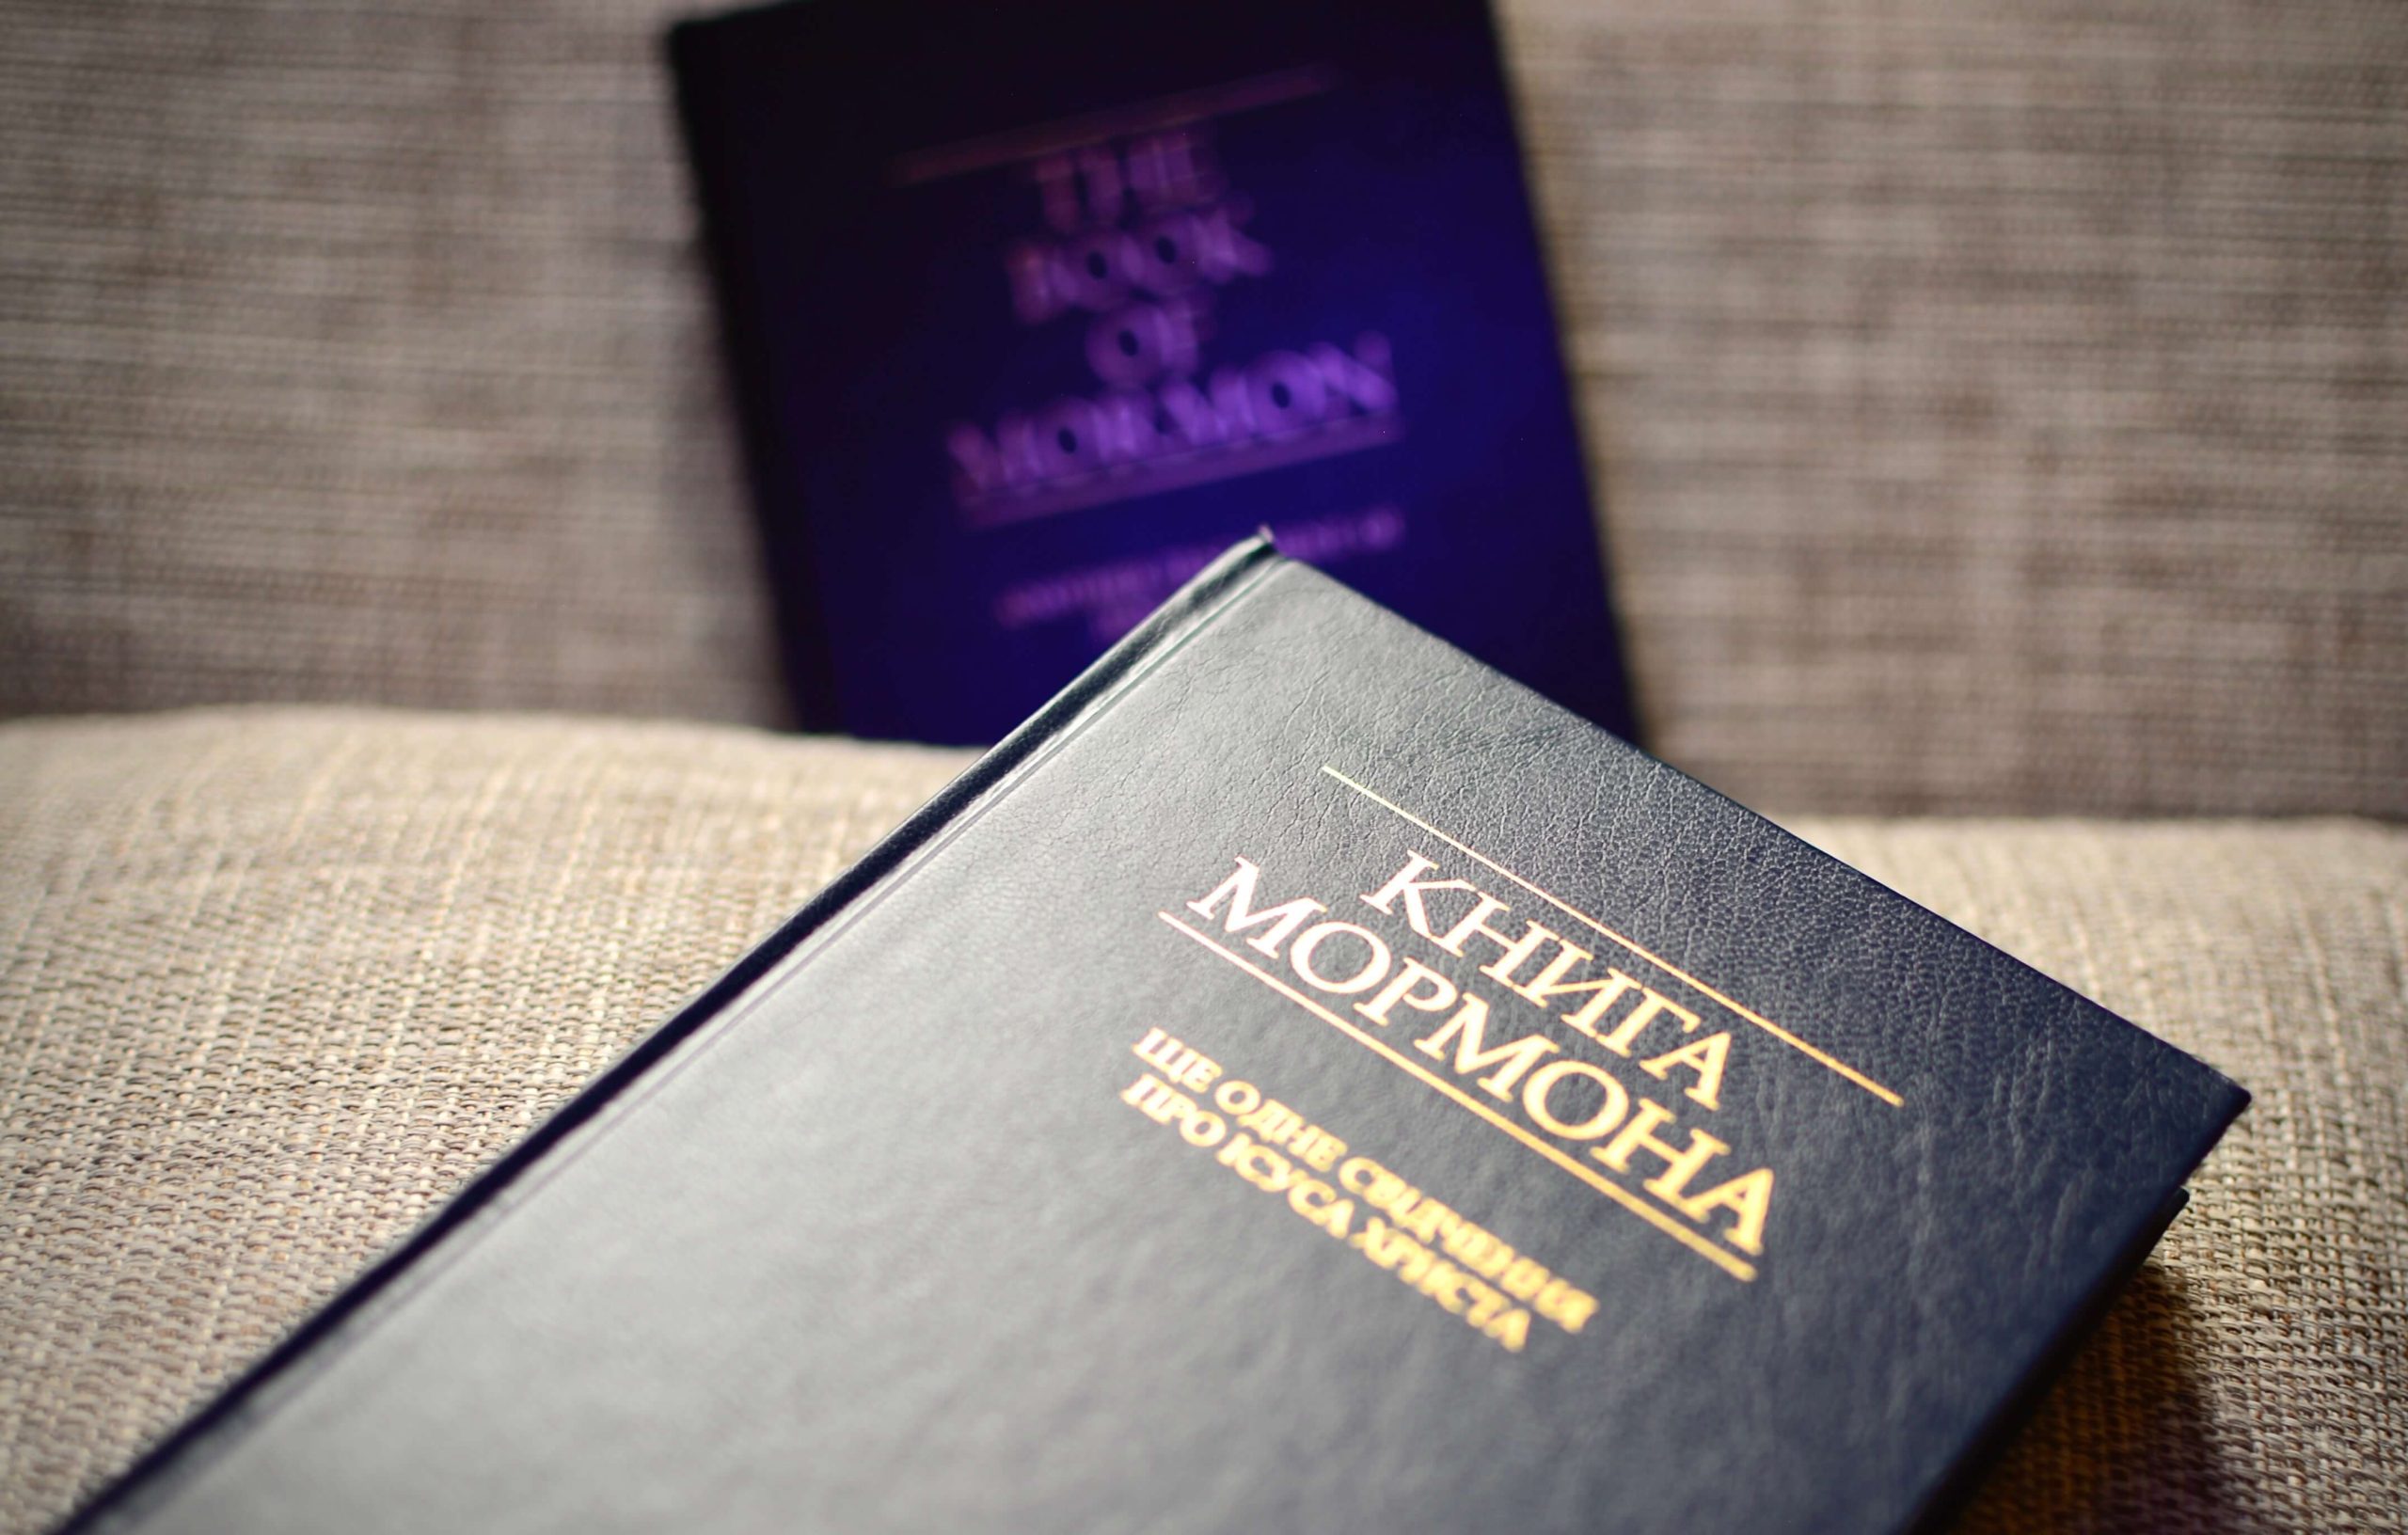 THE
BOOK
OF
MORMON
КНИГА
МОРМОНА
ЩЕ ОДНЕ СВІДЧЕННЯ
ПРО ІСУСА ХРИСТА